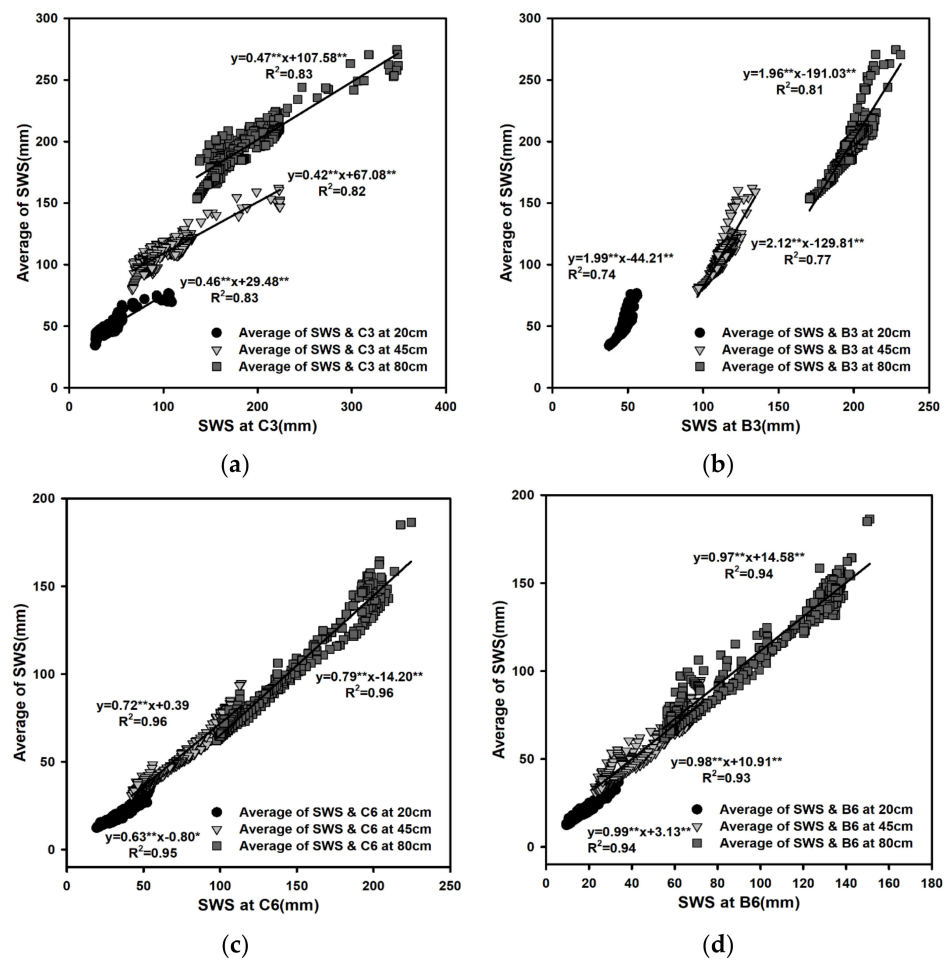 y=0.47**x+107.58**
R²=0.83
y=0.42**x+67.08**
R²=0.82
y=0.46**x+29.48**
R²=0.83
Average of SWS & C3 at 20cm
Average of SWS & C3 at 45cm
Average of SWS & C3 at 80cm
Average of SWS(mm)
300
250
200
150
100
50
0
0 100 200 300 400
SWS at C3(mm)
(a)
y=1.96**x-191.03**
R²=0.81
y=2.12**x-129.81**
R²=0.77
y=1.99**x-44.21**
R²=0.74
Average of SWS & B3 at 20cm
Average of SWS & B3 at 45cm
Average of SWS & B3 at 80cm
Average of SWS(mm)
300
250
200
150
100
50
0
0 50 100 150 200 250
SWS at B3(mm)
(b)
y=0.79**x-14.20**
R²=0.96
y=0.72**x+0.39
R²=0.96
y=0.63**x-0.80*
R²=0.95
Average of SWS & C6 at 20cm
Average of SWS & C6 at 45cm
Average of SWS & C6 at 80cm
Average of SWS(mm)
200
150
100
50
0
0 50 100 150 200 250
SWS at C6(mm)
(c)
y=0.97**x+14.58**
R²=0.94
y=0.98**x+10.91**
R²=0.93
y=0.99**x+3.13**
R²=0.94
Average of SWS & B6 at 20cm
Average of SWS & B6 at 45cm
Average of SWS & B6 at 80cm
Average of SWS(mm)
200
150
100
50
0
0 20 40 60 80 100 120 140 160 180
SWS at B6(mm)
(d)